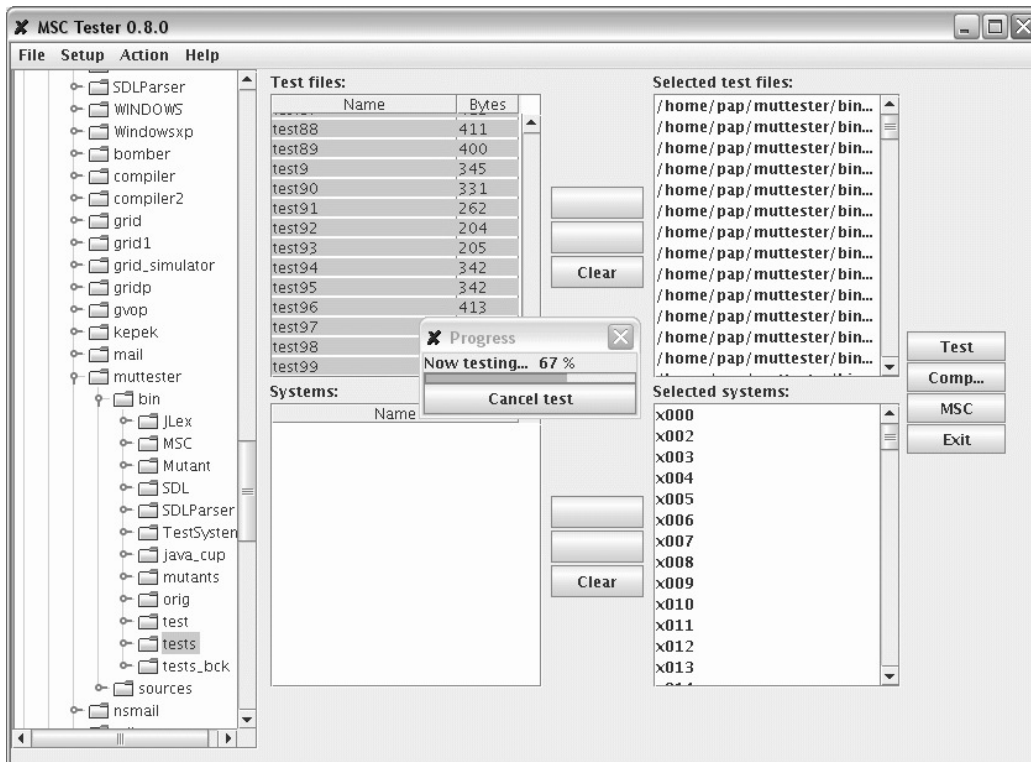 MSC Tester 0.8.0
File Setup Action Help
SDLParser
WINDOWS
Windowsxp
bomber
compiler
compiler2
grid
grid1
grid_simulator
gridp
gvop
kepek
mail
muttester
bin
JLex
MSC
Mutant
SDL
SDLParser
TestSysten
java_cup
mutants
orig
test
tests
tests_bck
sources
nsmail
Test files:
Name Bytes
test88 411
test89 400
test9 345
test90 331
test91 262
test92 204
test93 205
test94 342
test95 342
test96 413
test97
test98
test99
Clear
Selected test files:
/home/pap/muttester/bin...
/home/pap/muttester/bin...
/home/pap/muttester/bin...
/home/pap/muttester/bin...
/home/pap/muttester/bin...
/home/pap/muttester/bin...
/home/pap/muttester/bin...
/home/pap/muttester/bin...
/home/pap/muttester/bin...
/home/pap/muttester/bin...
/home/pap/muttester/bin...
/home/pap/muttester/bin...
/home/pap/muttester/bin...
Progress
Now testing... 67 %
Cancel test
Systems:
Name
Clear
Selected systems:
x000
x002
x003
x004
x005
x006
x007
x008
x009
x010
x011
x012
x013
Test
Comp...
MSC
Exit